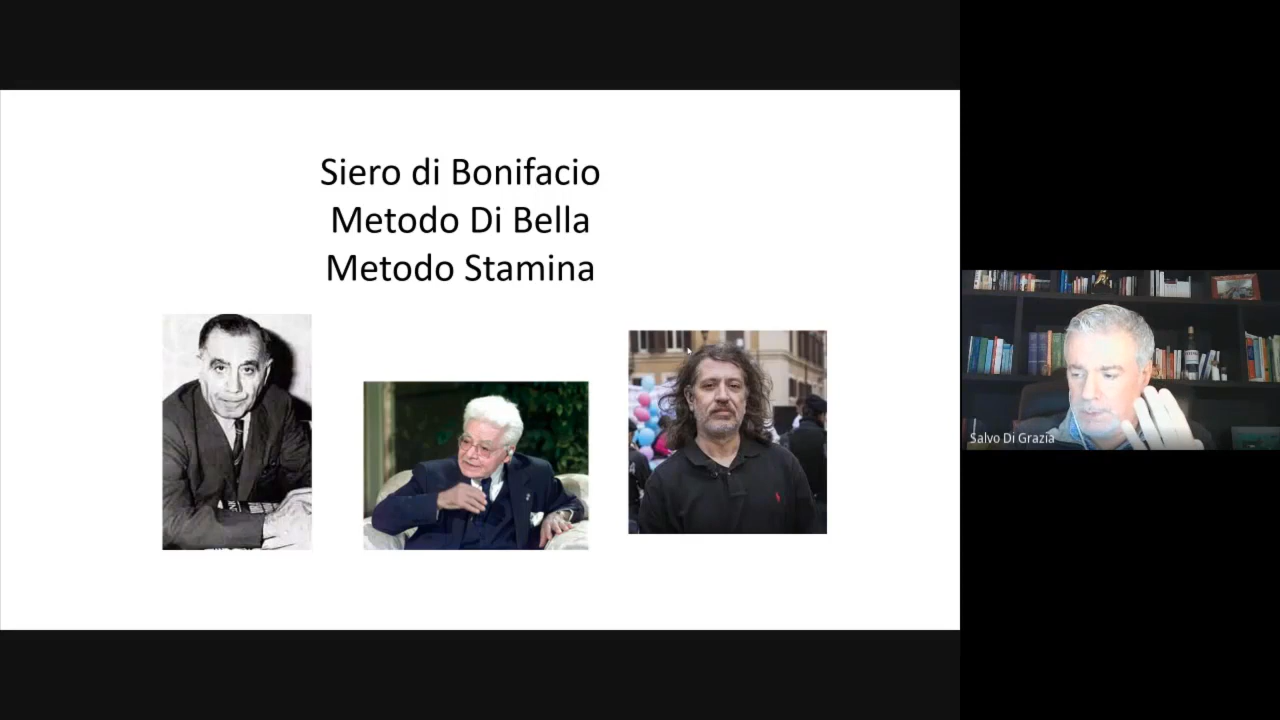 Siero di Bonifacio
Metodo Di Bella
Metodo Stamina
Salvo Di Grazia